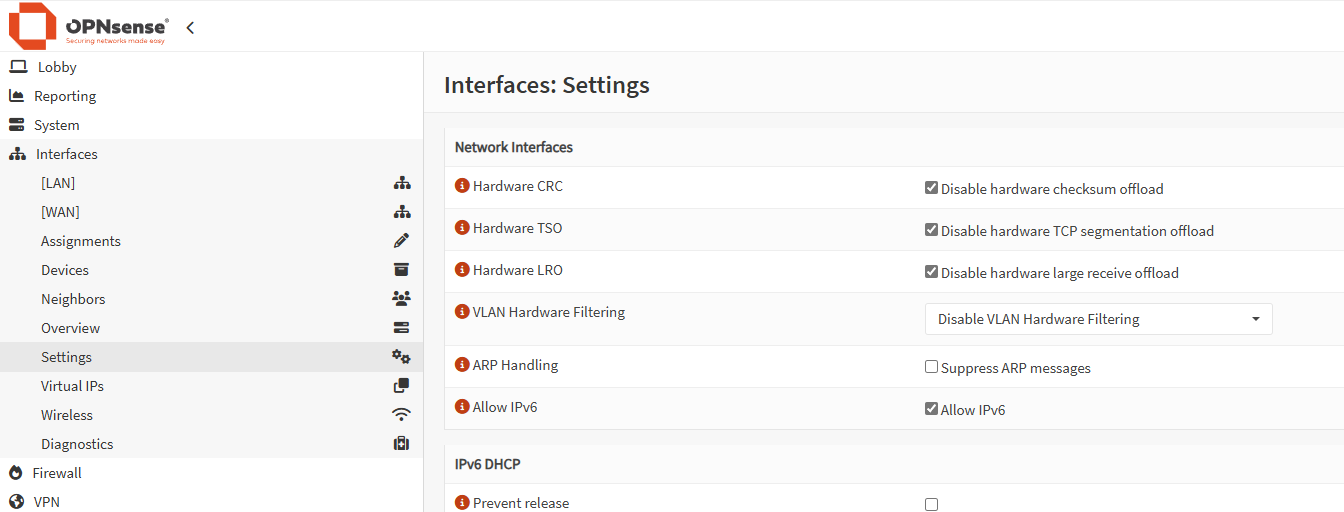 OPNsense®
Securing networks made easy
Lobby
Reporting
System
Interfaces
[LAN]
[WAN]
Assignments
Devices
Neighbors
Overview
Settings
Virtual IPs
Wireless
Diagnostics
Firewall
VPN
Interfaces: Settings
Network Interfaces
Hardware CRC Disable hardware checksum offload
Hardware TSO Disable hardware TCP segmentation offload
Hardware LRO Disable hardware large receive offload
VLAN Hardware Filtering Disable VLAN Hardware Filtering
ARP Handling Suppress ARP messages
Allow IPv6 Allow IPv6
IPv6 DHCP
Prevent release